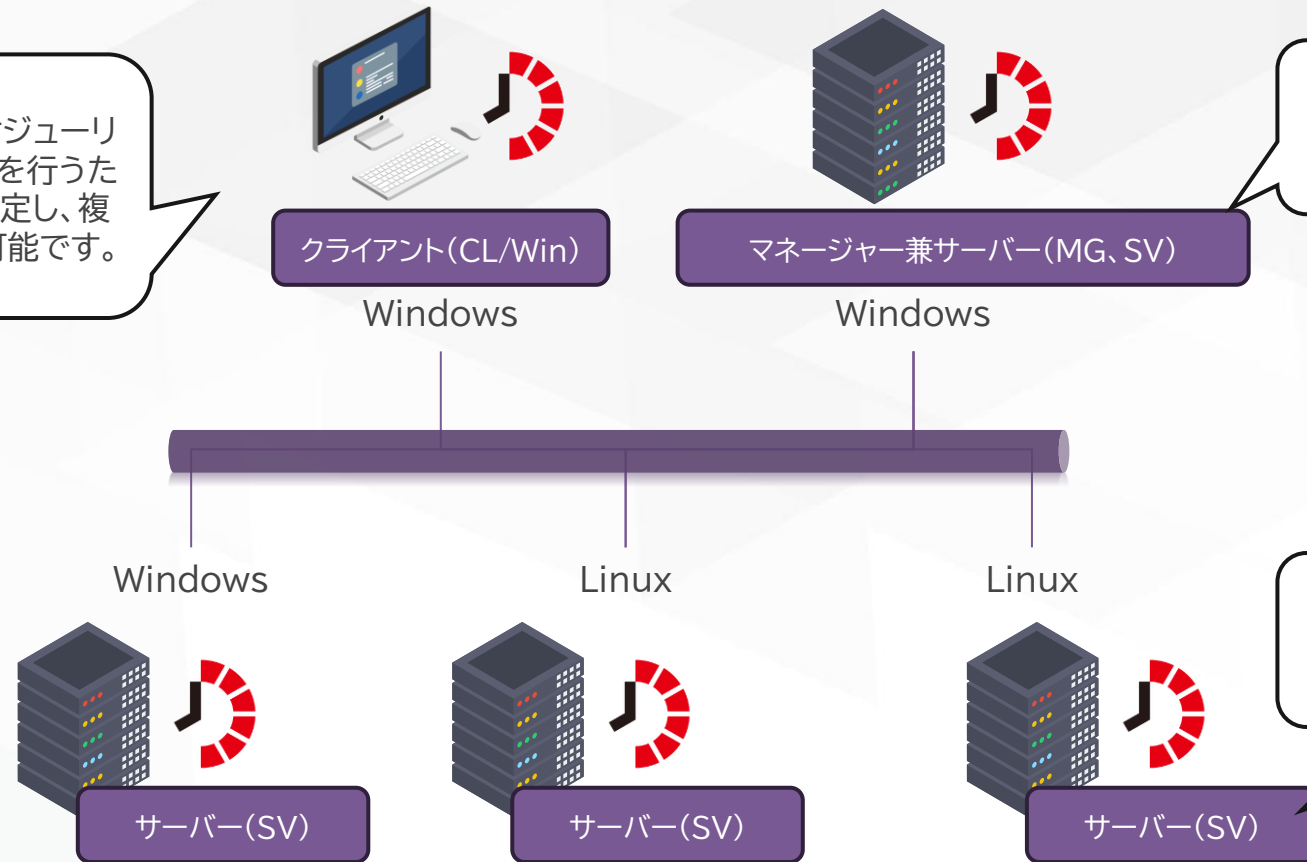 ジューリ
を行うた
定し、複
可能です。
クライアント(CL/Win)
マネージャー兼サーバー(MG、SV)
Windows
Windows
Windows
Linux
Linux
サーバー(SV)
サーバー(SV)
サーバー(SV)